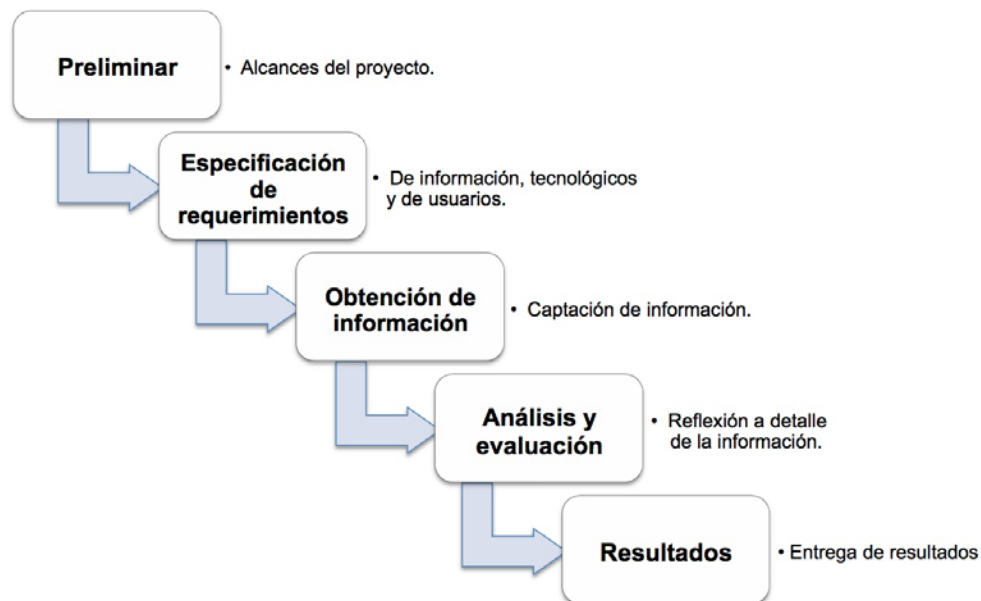 Preliminar
• Alcances del proyecto.
Especificación
de
requerimientos
• De información, tecnológicos
y de usuarios.
Obtención de
información
• Captación de información.
Análisis y
evaluación
• Reflexión a detalle
de la información.
Resultados
• Entrega de resultados